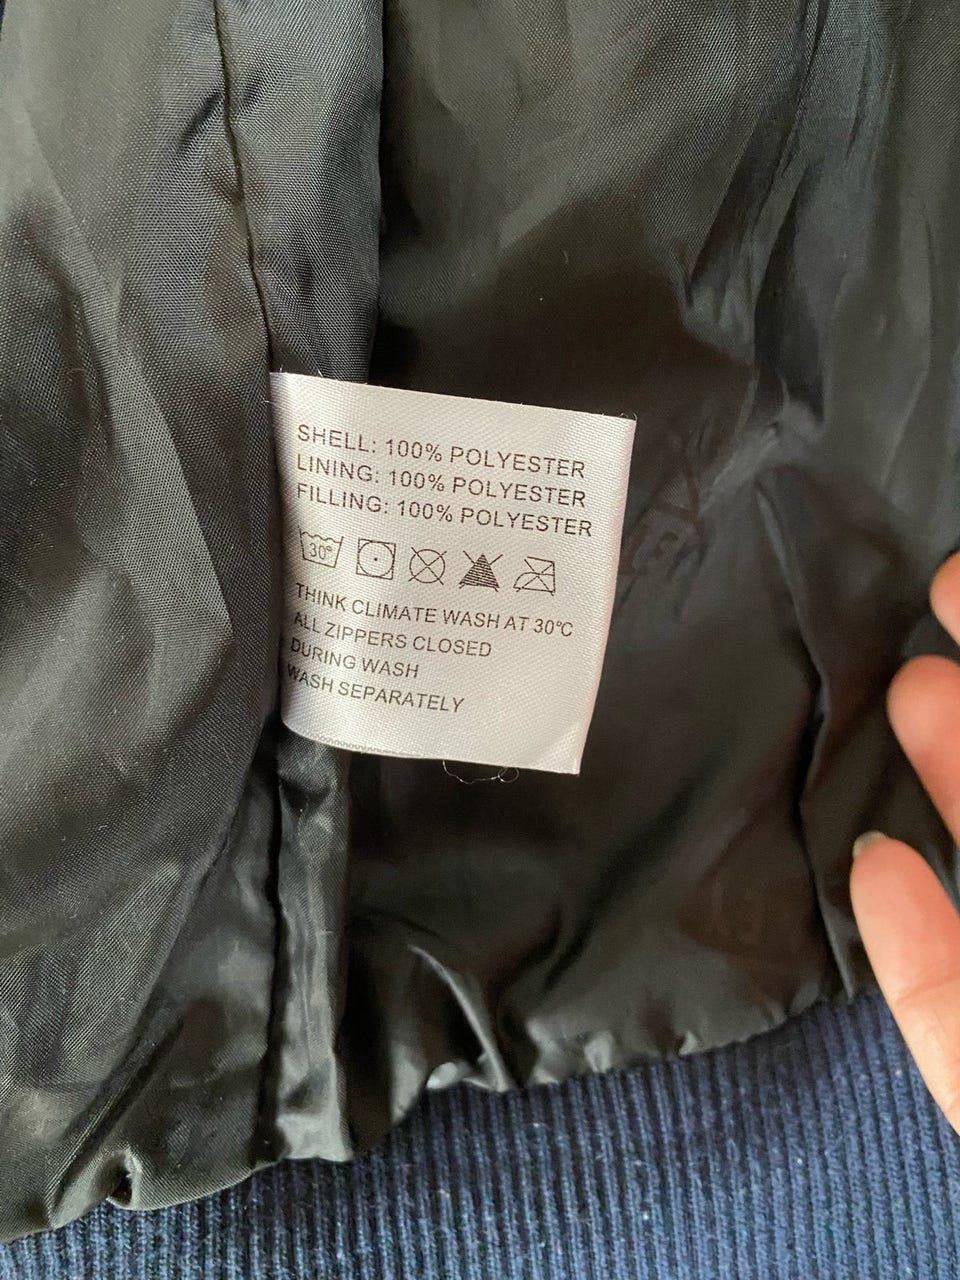 SHELL: 100% POLYESTER
LINING: 100% POLYESTER
FILLING: 100% POLYESTER
30°
THINK CLIMATE WASH AT 30°C
ALL ZIPPERS CLOSED
DURING WASH
WASH SEPARATELY